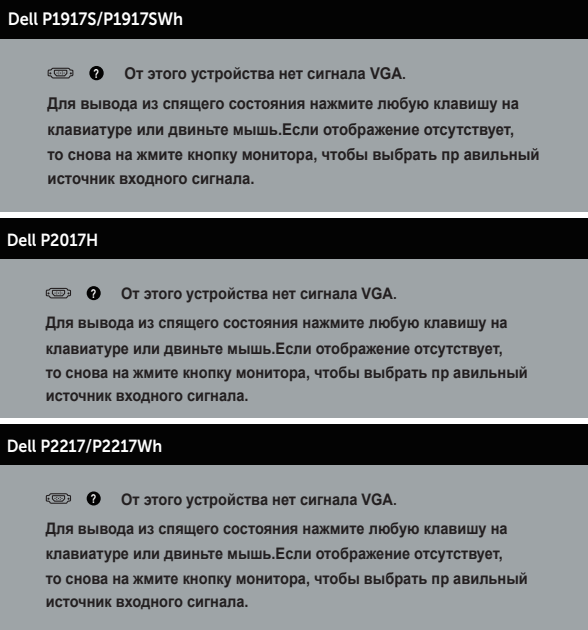 Dell P1917S/P1917SWh
? От этого устройства нет сигнала VGA.
Для вывода из спящего состояния нажмите любую клавишу на
клавиатуре или двиньте мышь.Если отображение отсутствует,
то снова на жмите кнопку монитора, чтобы выбрать пр авильный
источник входного сигнала.
Dell P2017H
? От этого устройства нет сигнала VGA.
Для вывода из спящего состояния нажмите любую клавишу на
клавиатуре или двиньте мышь.Если отображение отсутствует,
то снова на жмите кнопку монитора, чтобы выбрать пр авильный
источник входного сигнала.
Dell P2217/P2217Wh
? От этого устройства нет сигнала VGA.
Для вывода из спящего состояния нажмите любую клавишу на
клавиатуре или двиньте мышь.Если отображение отсутствует,
то снова на жмите кнопку монитора, чтобы выбрать пр авильный
источник входного сигнала.